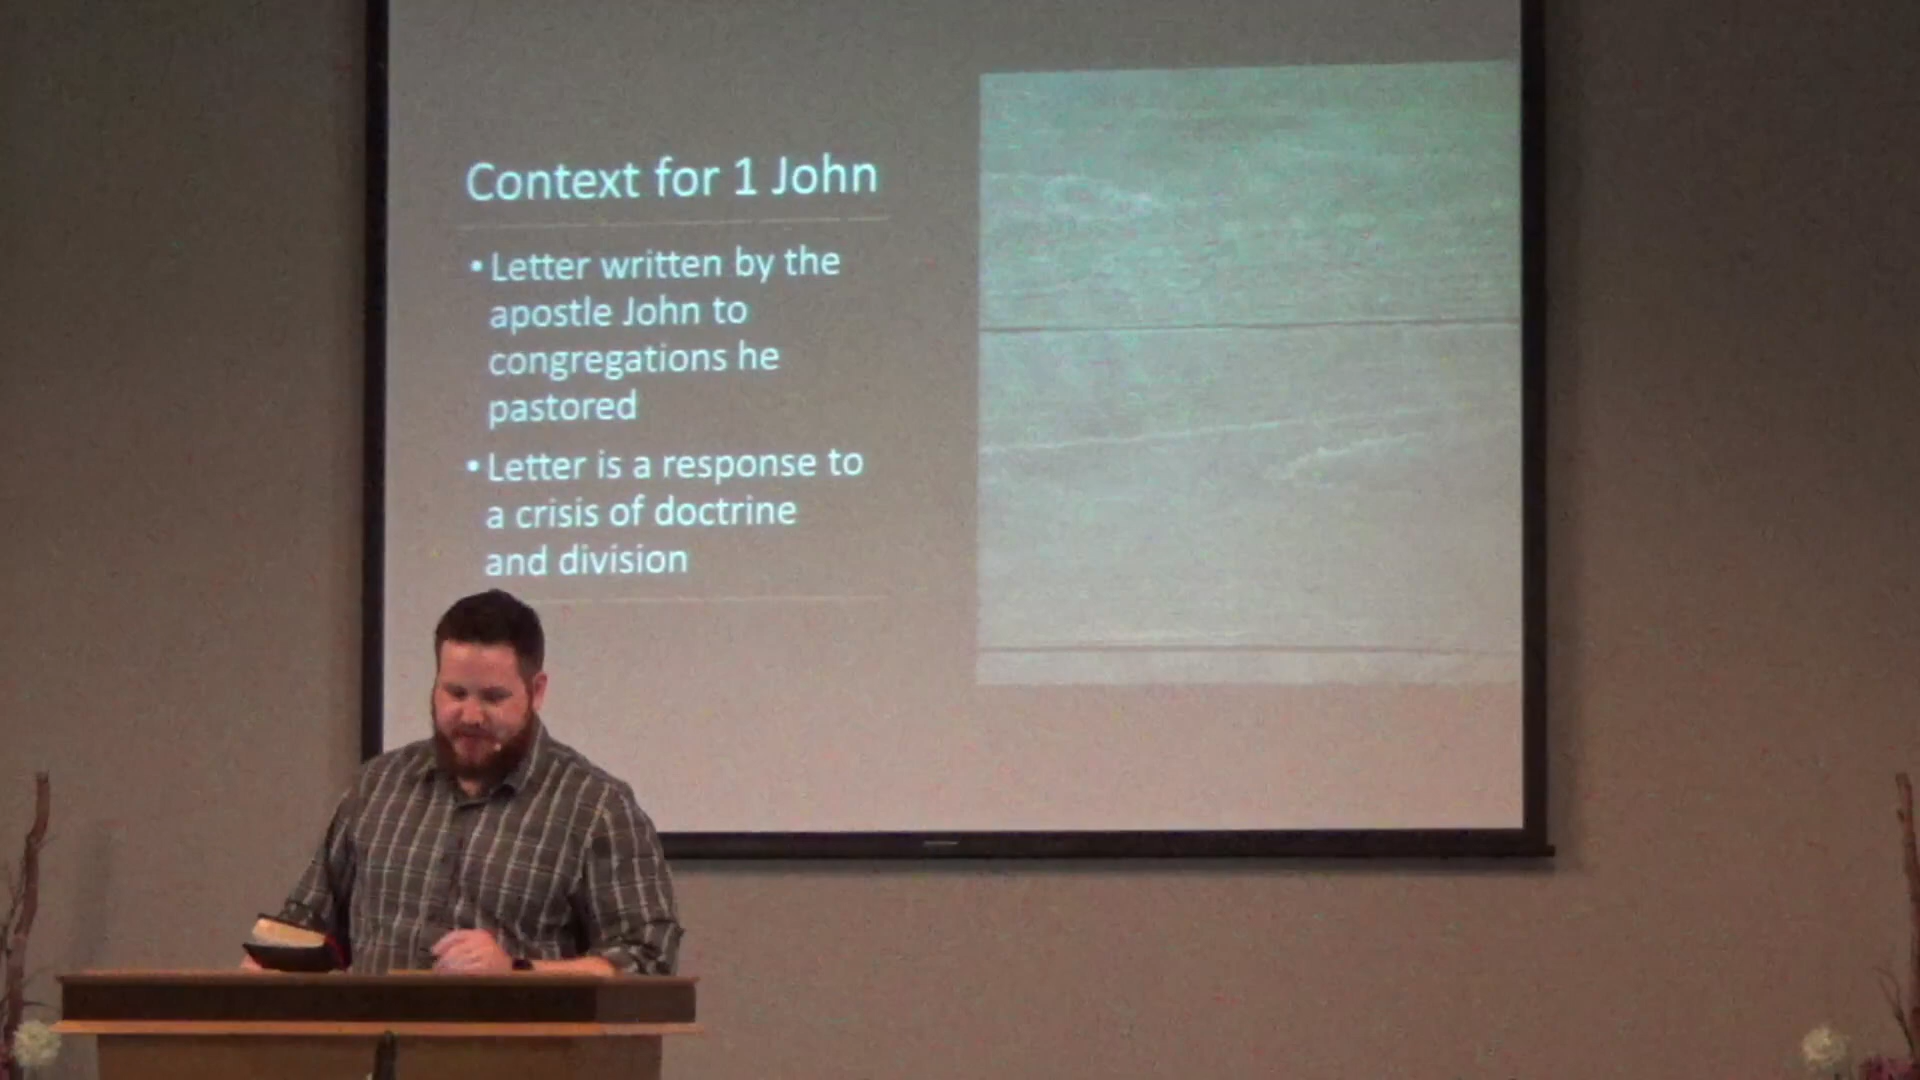 Context for 1 John
• Letter written by the
apostle John to
congregations he
pastored
• Letter is a response to
a crisis of doctrine
and division